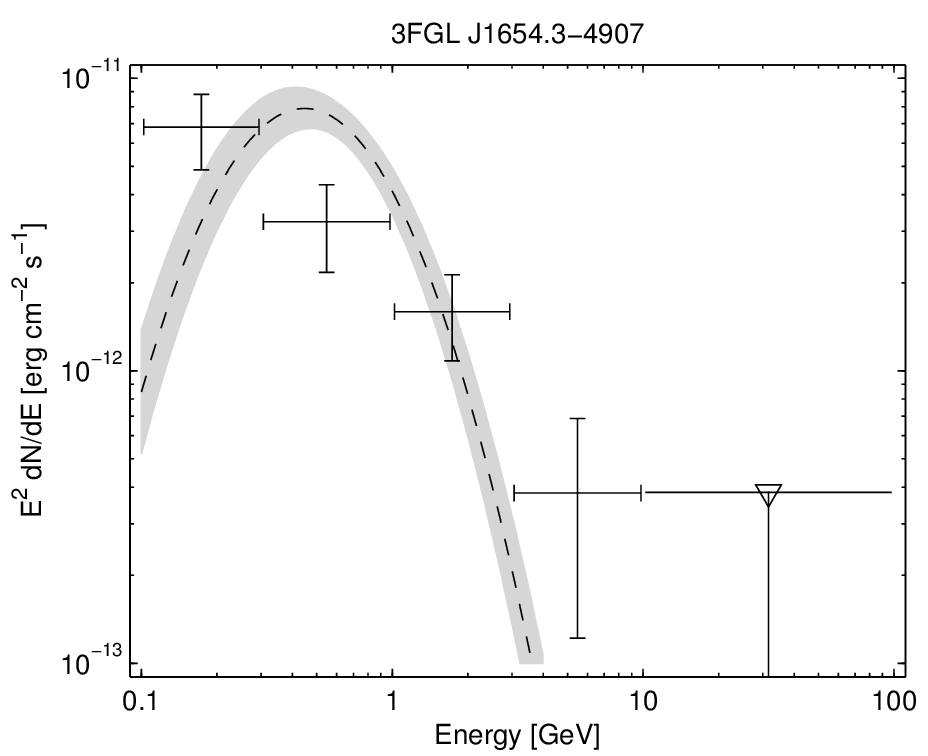 3FGL J1654.3−4907
10⁻¹¹
10⁻¹²
10⁻¹³
E² dN/dE [erg cm⁻² s⁻¹]
0.1 1 10 100
Energy [GeV]